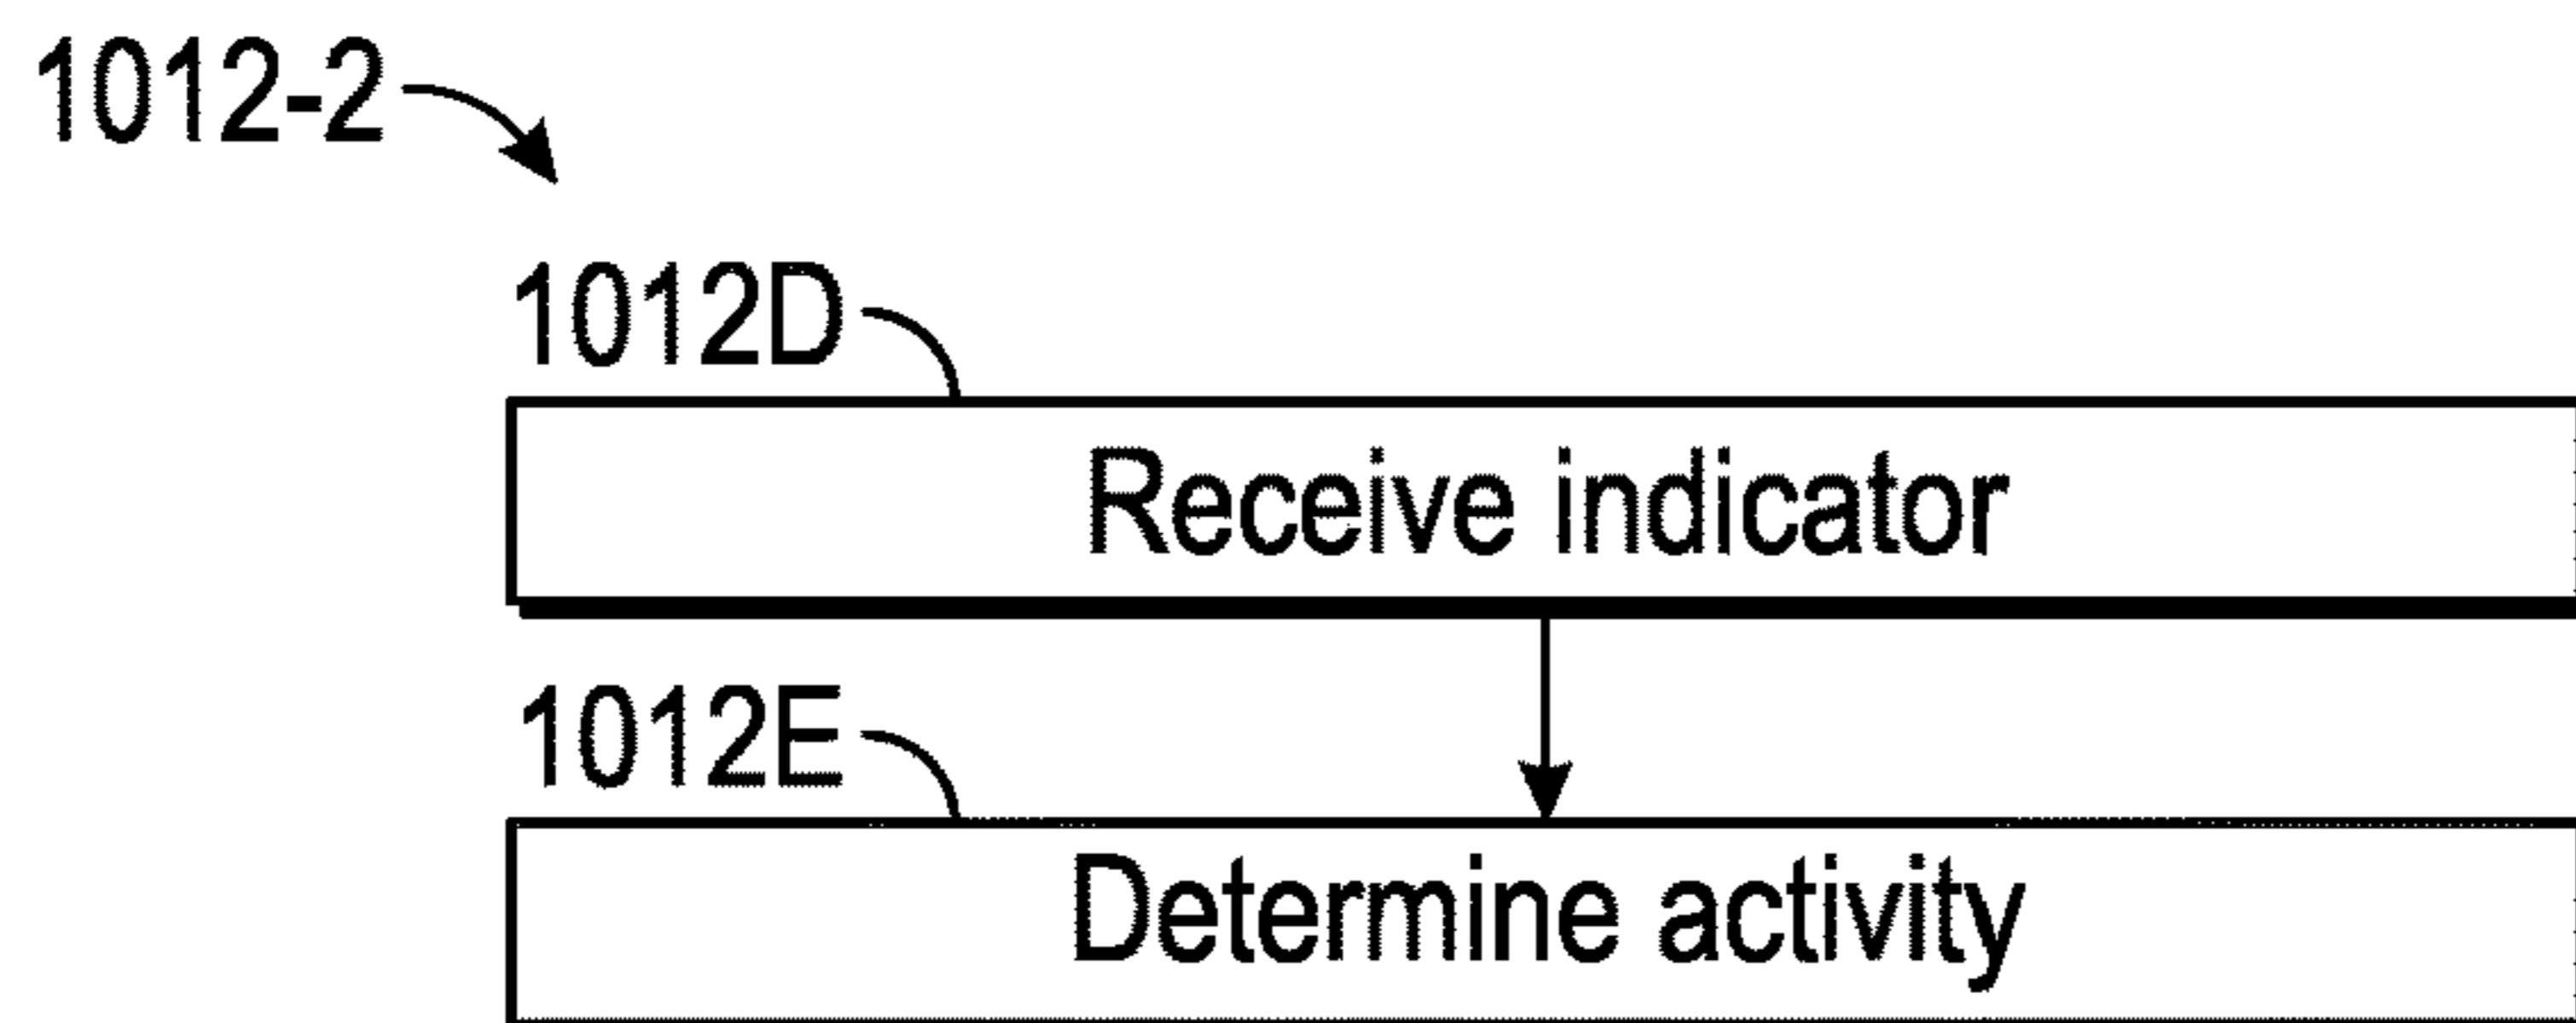 1012-2
1012D
Receive indicator
1012E
Determine activity